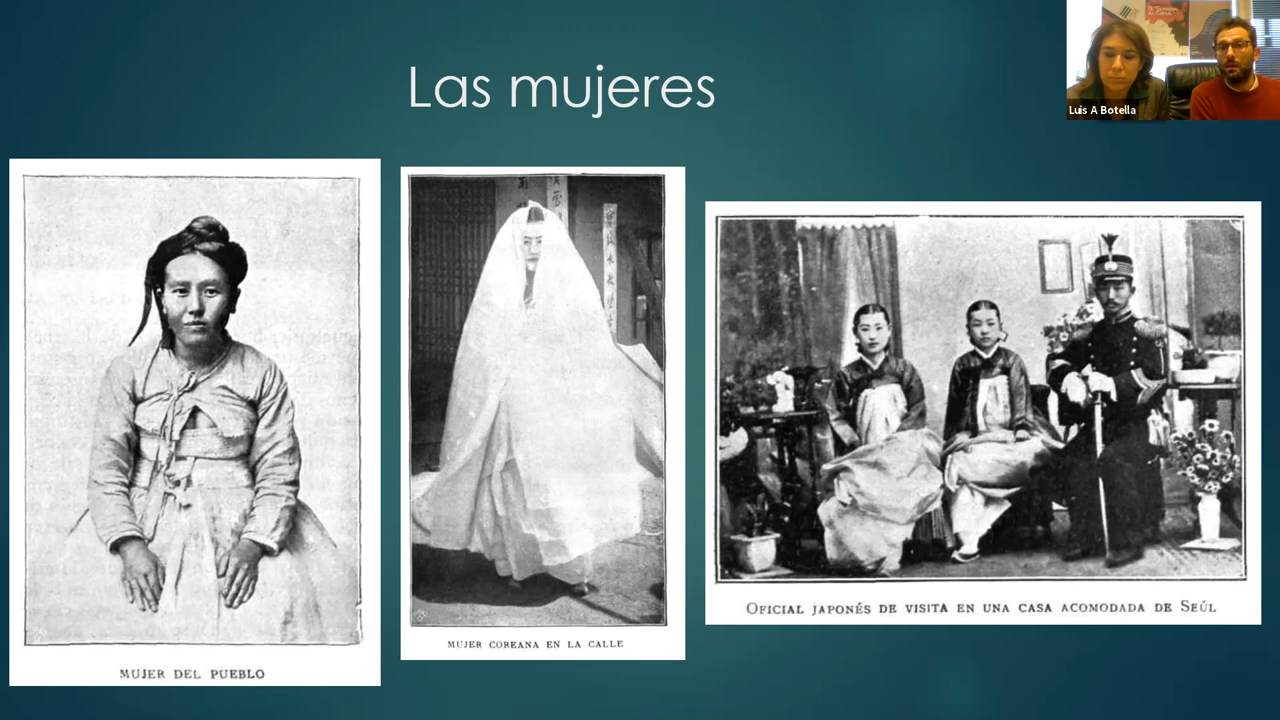 Las mujeres
Luis A Botella
MUJER DEL PUEBLO
MUJER COREANA EN LA CALLE
OFICIAL JAPONÉS DE VISITA EN UNA CASA ACOMODADA DE SEÚL